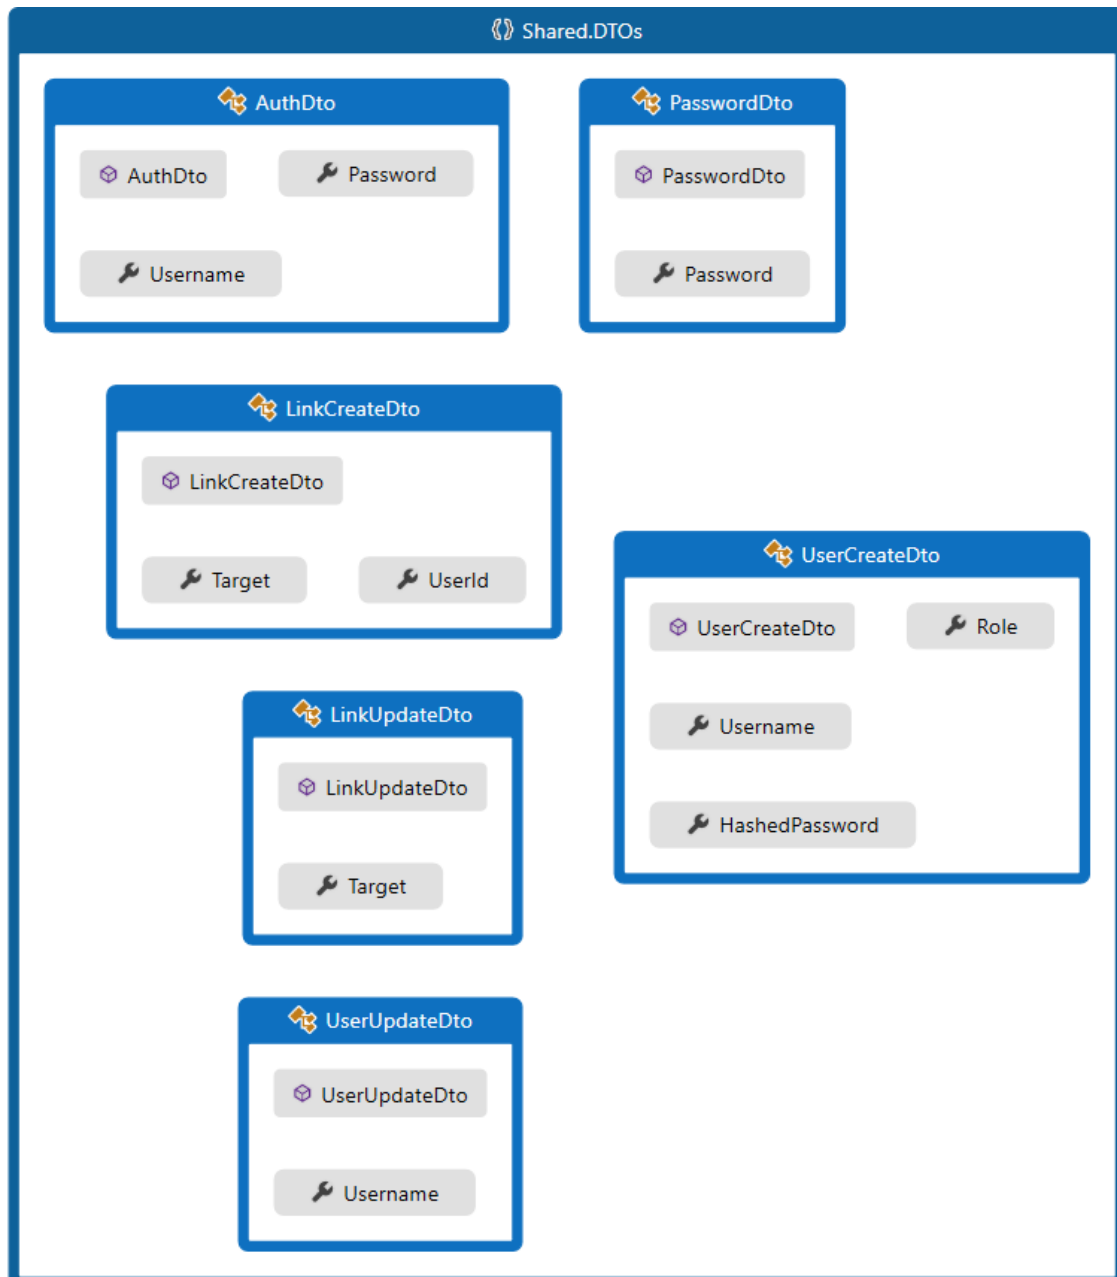 Shared.DTOs
AuthDto
AuthDto
Password
Username
PasswordDto
PasswordDto
Password
LinkCreateDto
LinkCreateDto
Target
UserId
UserCreateDto
UserCreateDto
Role
Username
HashedPassword
LinkUpdateDto
LinkUpdateDto
Target
UserUpdateDto
UserUpdateDto
Username